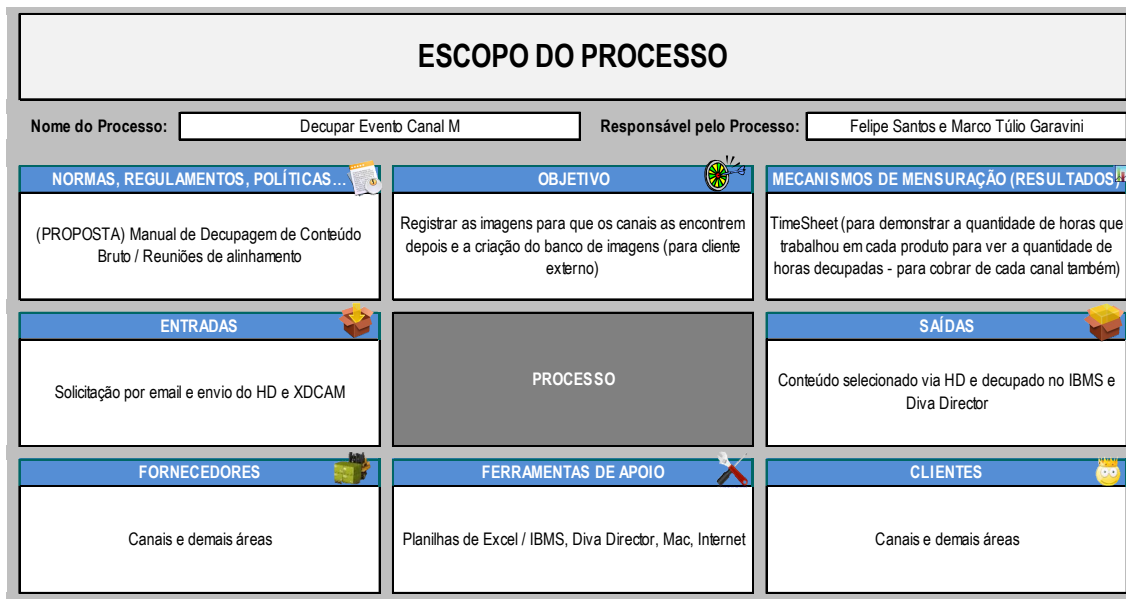 ESCOPO DO PROCESSO
Nome do Processo: Decupar Evento Canal M Responsável pelo Processo: Felipe Santos e Marco Túlio Garavini
NORMAS, REGULAMENTOS, POLÍTICAS...
(PROPOSTA) Manual de Decupagem de Conteúdo
Bruto / Reuniões de alinhamento
OBJETIVO
Registrar as imagens para que os canais as encontrem
depois e a criação do banco de imagens (para cliente
externo)
MECANISMOS DE MENSURAÇÃO (RESULTADOS)
TimeSheet (para demonstrar a quantidade de horas que
trabalhou em cada produto para ver a quantidade de
horas decupadas - para cobrar de cada canal também)
ENTRADAS
Solicitação por email e envio do HD e XDCAM
PROCESSO
SAÍDAS
Conteúdo selecionado via HD e decupado no IBMS e
Diva Director
FORNECEDORES
Canais e demais áreas
FERRAMENTAS DE APOIO
Planilhas de Excel / IBMS, Diva Director, Mac, Internet
CLIENTES
Canais e demais áreas